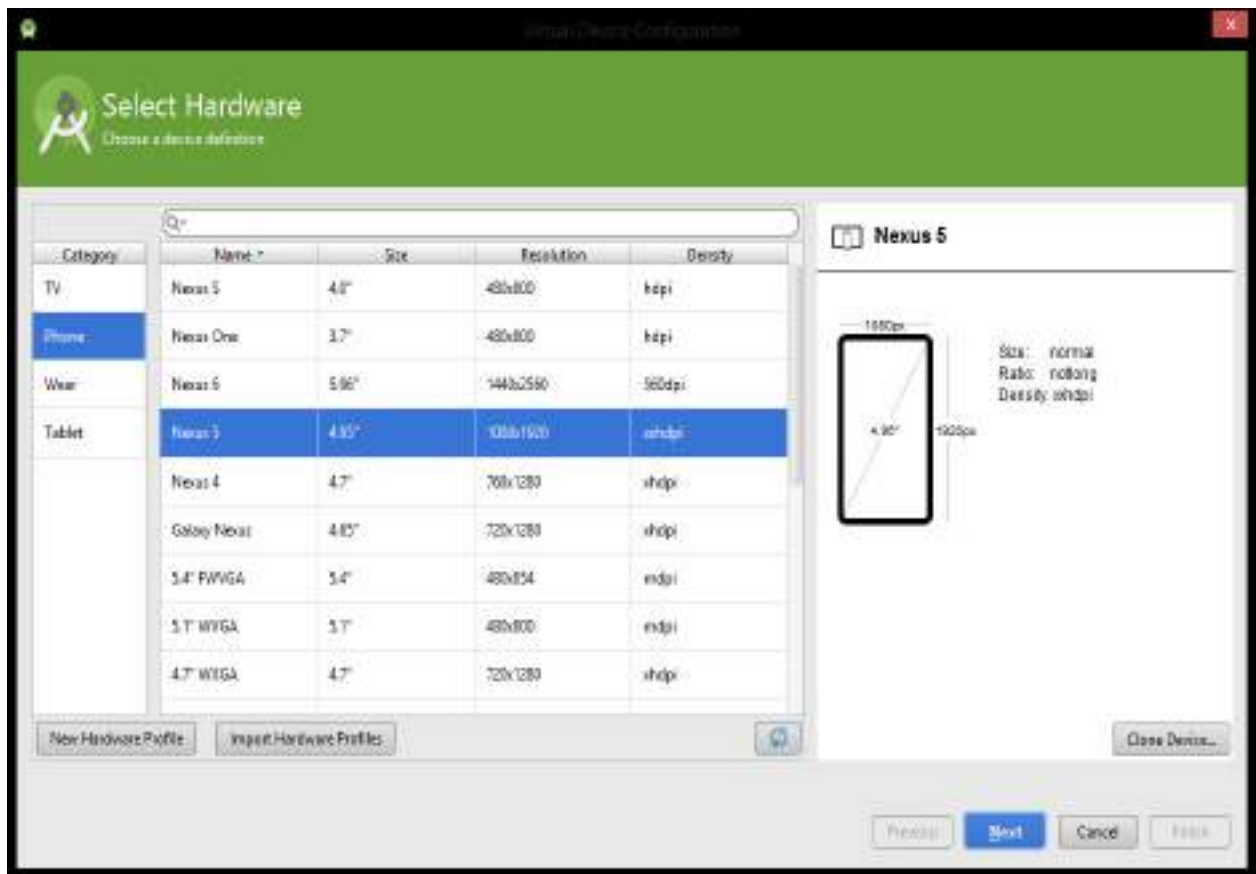 Virtual Device Configuration
Select Hardware
Choose a device definition
Category Name Size Resolution Density
TV Nexus S 4.0" 480x800 hdpi
Phone Nexus One 3.7" 480x800 hdpi
Wear Nexus 6 5.96" 1440x2560 560dpi
Tablet Nexus 5 4.95" 1080x1920 xxhdpi
Nexus 4 4.7" 768x1280 xhdpi
Galaxy Nexus 4.65" 720x1280 xhdpi
5.4" FWVGA 5.4" 480x854 mdpi
5.1" WVGA 5.1" 480x800 mdpi
4.7" WXGA 4.7" 720x1280 xhdpi
New Hardware Profile Import Hardware Profiles
Nexus 5
1080px
4.95"
1920px
Size: normal
Ratio: notlong
Density: xxhdpi
Clone Device...
Previous Next Cancel Finish